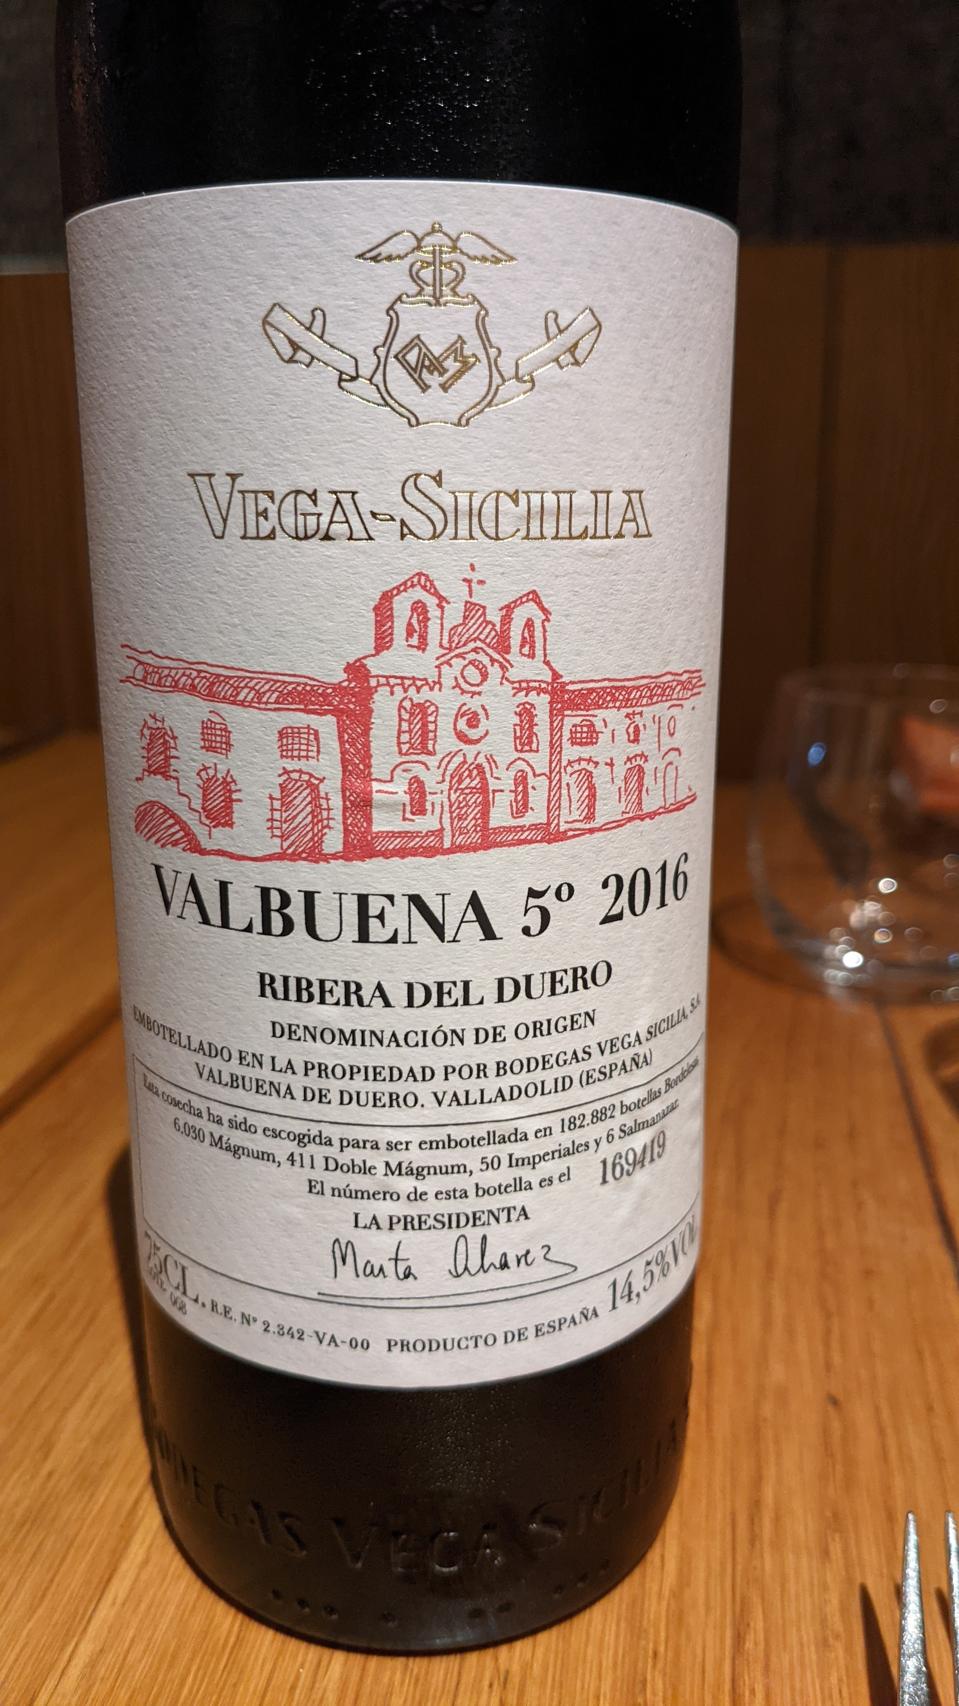 VEGA-SICILIA
VALBUENA 5º 2016
RIBERA DEL DUERO
DENOMINACIÓN DE ORIGEN
EMBOTELLADO EN LA PROPIEDAD POR BODEGAS VEGA SICILIA, S.A.
VALBUENA DE DUERO. VALLADOLID (ESPAÑA)
Esta cosecha ha sido escogida para ser embotellada en 182.882 botellas Bordelesas
6.030 Mágnum, 411 Doble Mágnum, 50 Imperiales y 6 Salmanazar.
El número de esta botella es el 169419
LA PRESIDENTA
Marta Alvarez
75CL. 14,5%VOL
R.E. Nº 2.342-VA-00 PRODUCTO DE ESPAÑA
BODEGAS VEGA SICILIA